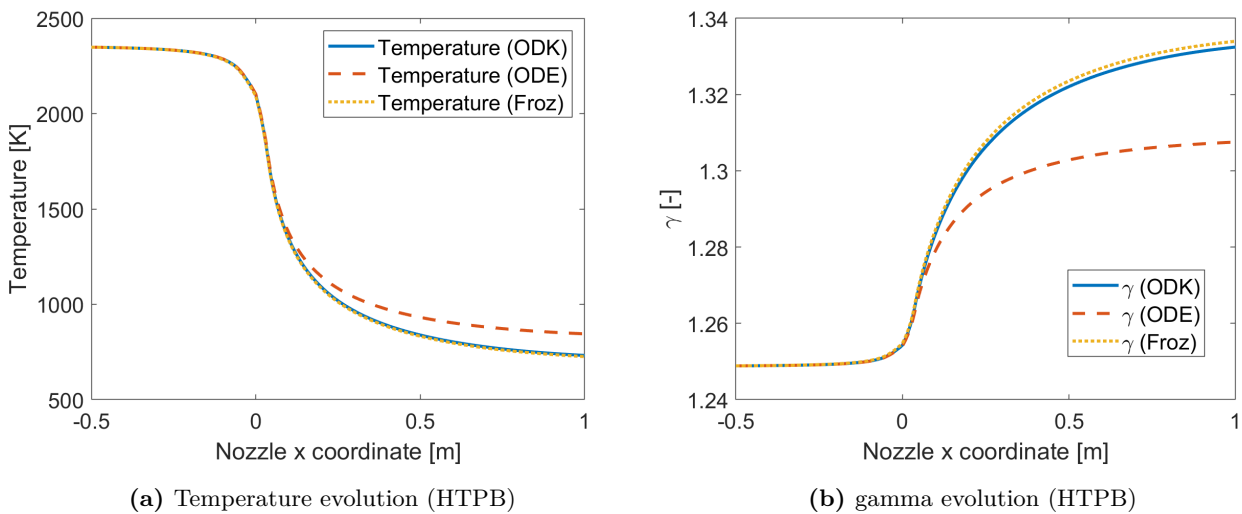 2500
2000
1500
1000
500
Temperature [K]
-0.5
0
0.5
1
Nozzle x coordinate [m]
Temperature (ODK)
Temperature (ODE)
Temperature (Froz)
(a) Temperature evolution (HTPB)
1.34
1.32
1.3
1.28
1.26
1.24
γ [-]
-0.5
0
0.5
1
Nozzle x coordinate [m]
γ (ODK)
γ (ODE)
γ (Froz)
(b) gamma evolution (HTPB)